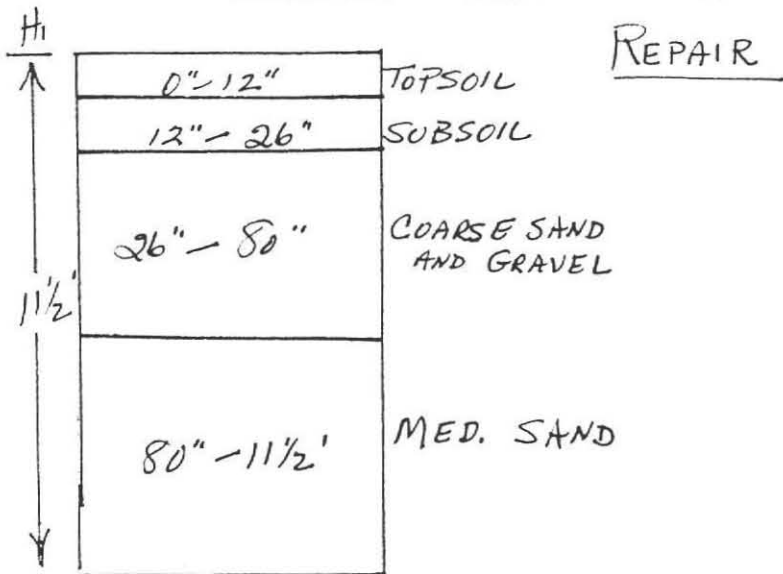 H1
REPAIR
0"-12" TOPSOIL
12"-26" SUBSOIL
26"-80" COARSE SAND
AND GRAVEL
11½'
80"-11½' MED. SAND